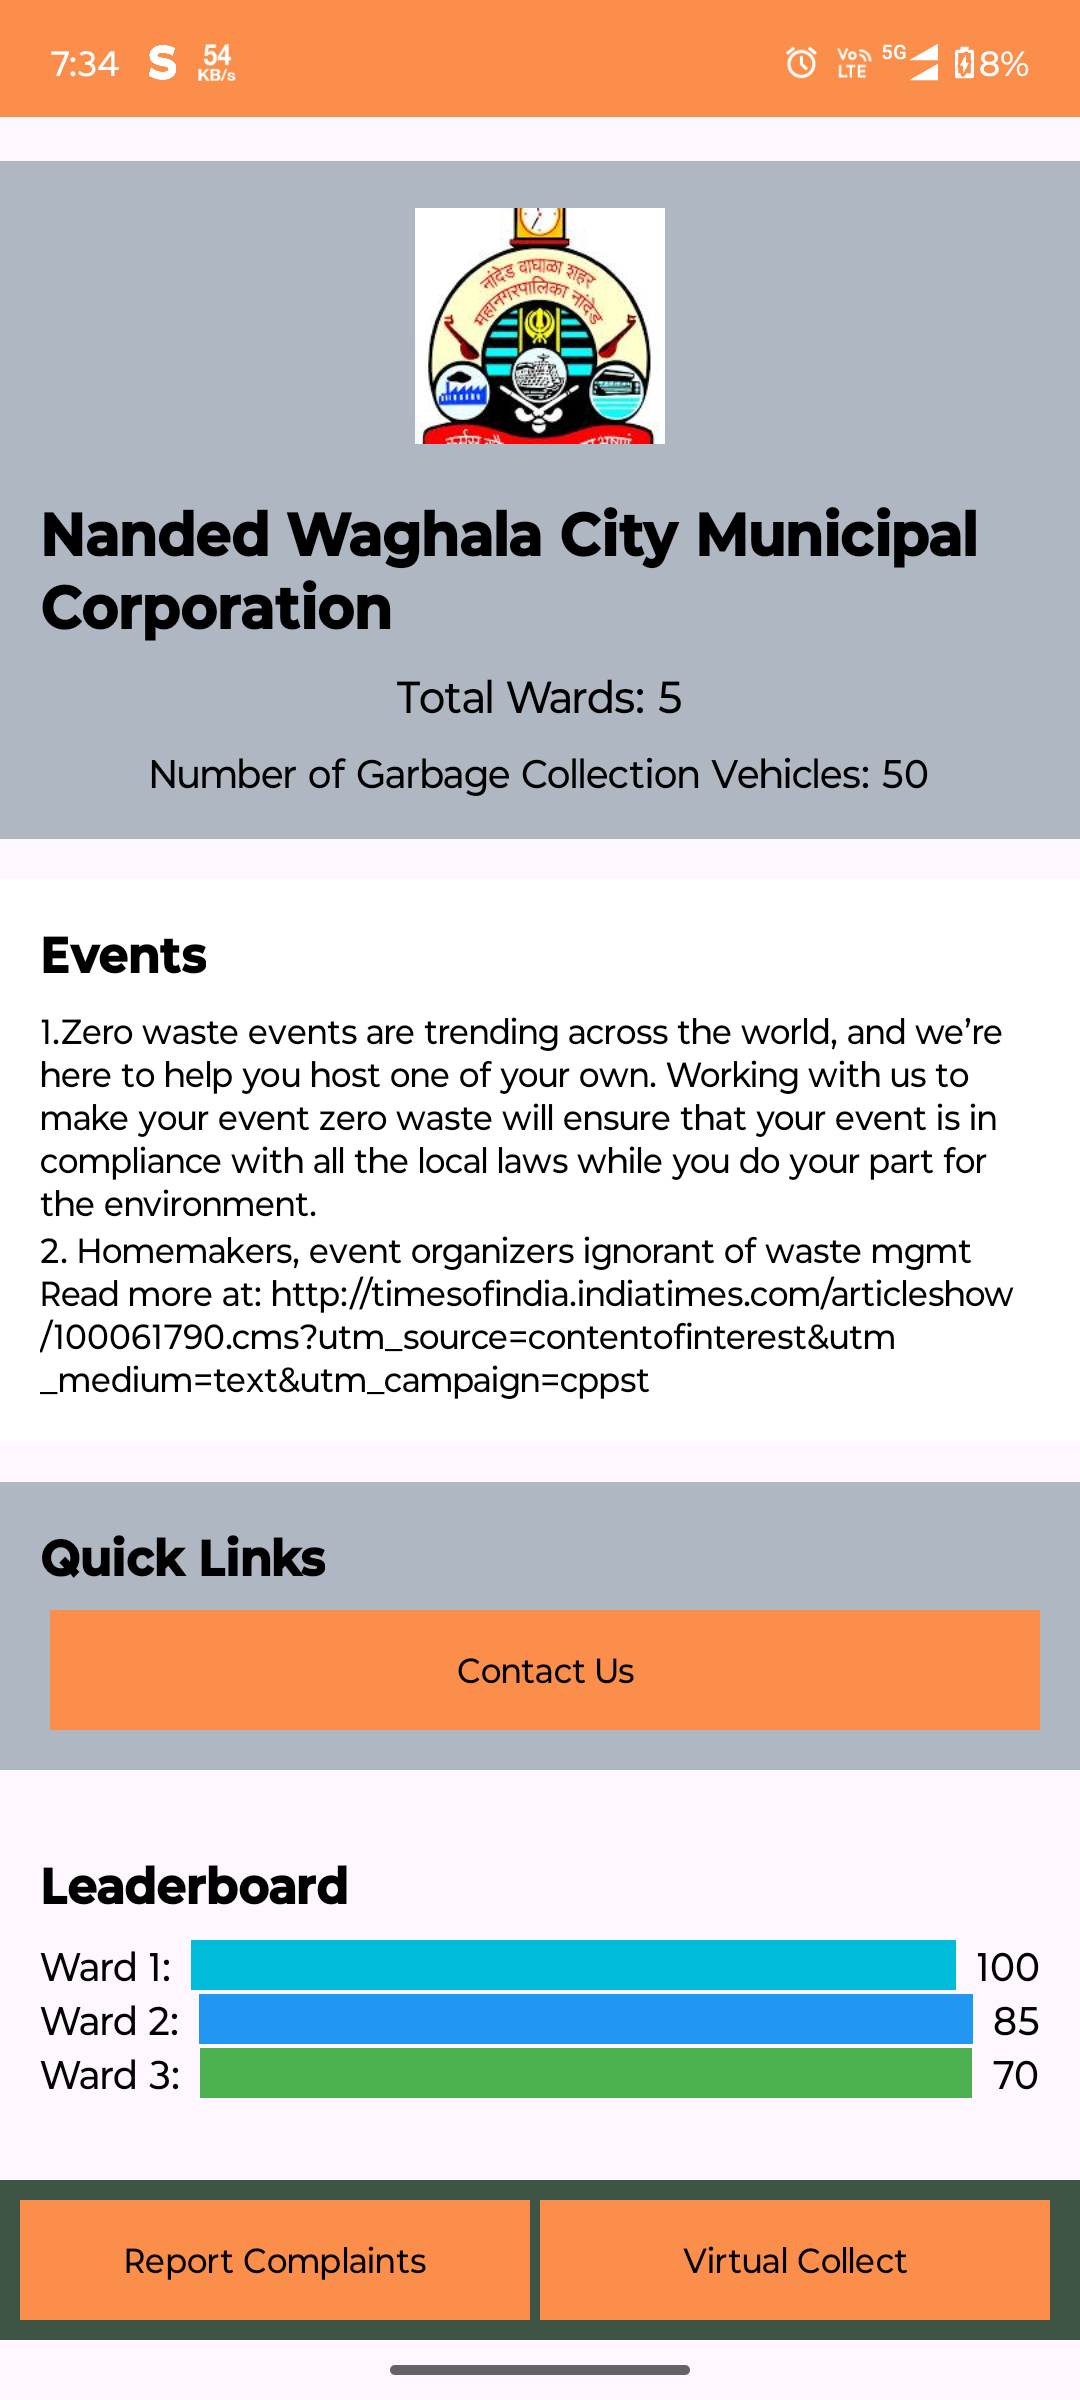 7:34 S 54 KB/s Vo LTE 5G 8%
नांदेड वाघाळा शहर
महानगरपालिका नांदेड
Nanded Waghala City Municipal
Corporation
Total Wards: 5
Number of Garbage Collection Vehicles: 50
Events
1.Zero waste events are trending across the world, and we’re
here to help you host one of your own. Working with us to
make your event zero waste will ensure that your event is in
compliance with all the local laws while you do your part for
the environment.
2. Homemakers, event organizers ignorant of waste mgmt
Read more at: http://timesofindia.indiatimes.com/articleshow
/100061790.cms?utm_source=contentofinterest&utm
_medium=text&utm_campaign=cppst
Quick Links
Contact Us
Leaderboard
Ward 1: 100
Ward 2: 85
Ward 3: 70
Report Complaints Virtual Collect